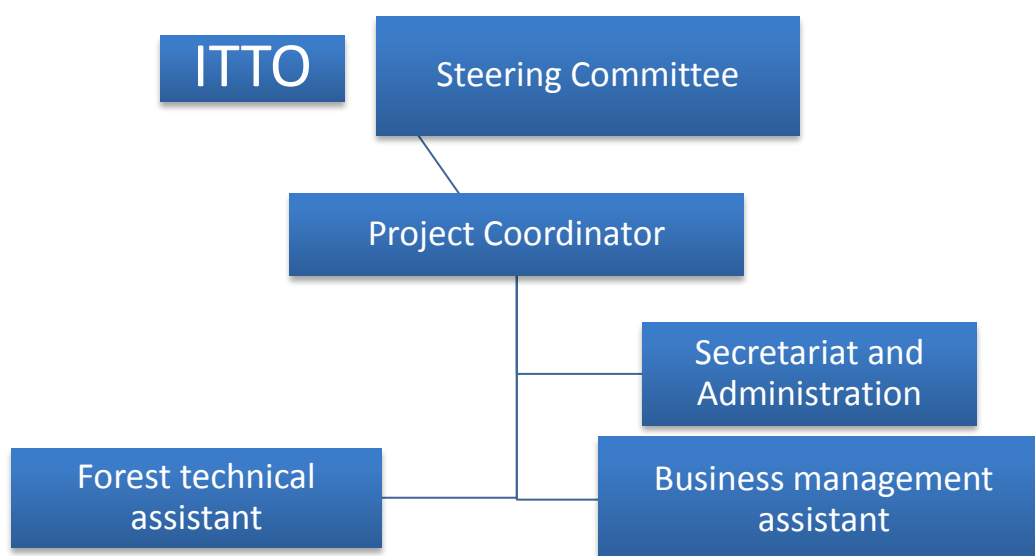 ITTO
Steering Committee
Project Coordinator
Secretariat and
Administration
Forest technical
assistant
Business management
assistant